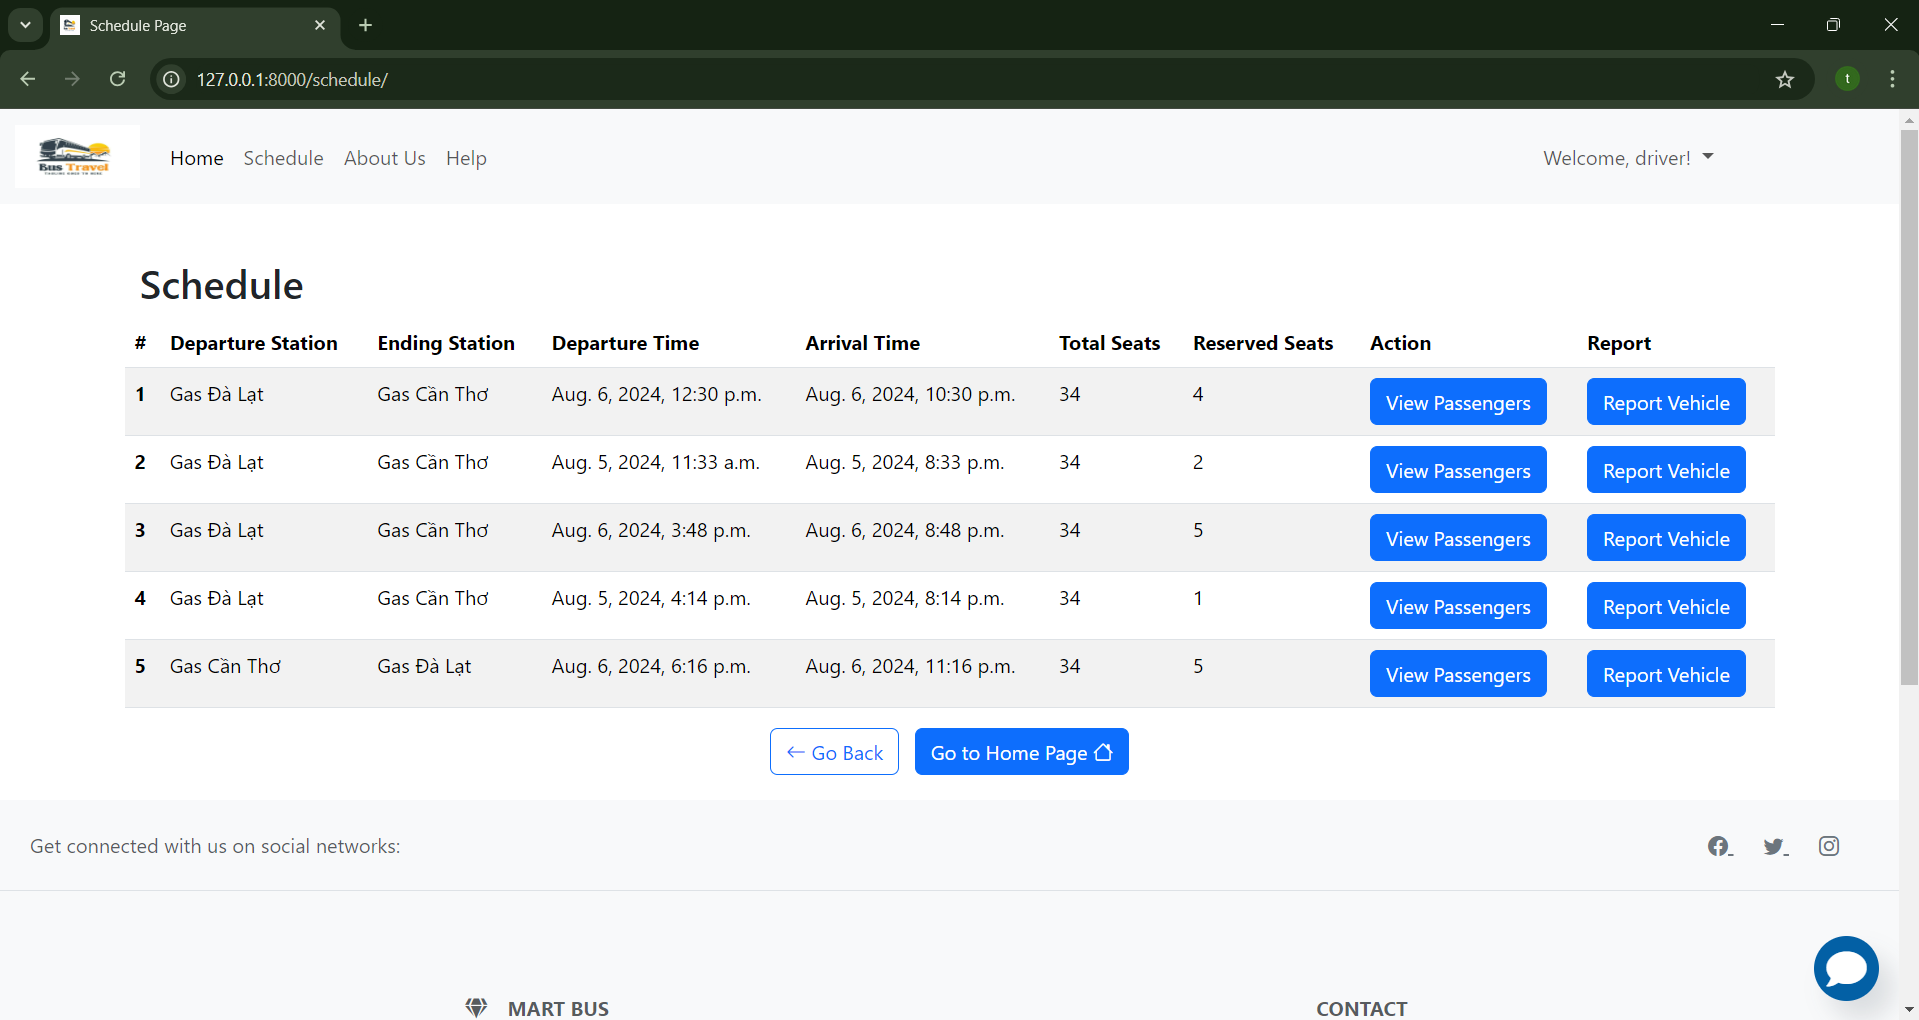 Schedule Page
127.0.0.1:8000/schedule/
Bus Travel
Home Schedule About Us Help
Welcome, driver!
Schedule
# Departure Station Ending Station Departure Time Arrival Time Total Seats Reserved Seats Action Report
1 Gas Đà Lạt Gas Cần Thơ Aug. 6, 2024, 12:30 p.m. Aug. 6, 2024, 10:30 p.m. 34 4 View Passengers Report Vehicle
2 Gas Đà Lạt Gas Cần Thơ Aug. 5, 2024, 11:33 a.m. Aug. 5, 2024, 8:33 p.m. 34 2 View Passengers Report Vehicle
3 Gas Đà Lạt Gas Cần Thơ Aug. 6, 2024, 3:48 p.m. Aug. 6, 2024, 8:48 p.m. 34 5 View Passengers Report Vehicle
4 Gas Đà Lạt Gas Cần Thơ Aug. 5, 2024, 4:14 p.m. Aug. 5, 2024, 8:14 p.m. 34 1 View Passengers Report Vehicle
5 Gas Cần Thơ Gas Đà Lạt Aug. 6, 2024, 6:16 p.m. Aug. 6, 2024, 11:16 p.m. 34 5 View Passengers Report Vehicle
← Go Back Go to Home Page
Get connected with us on social networks:
MART BUS CONTACT
t